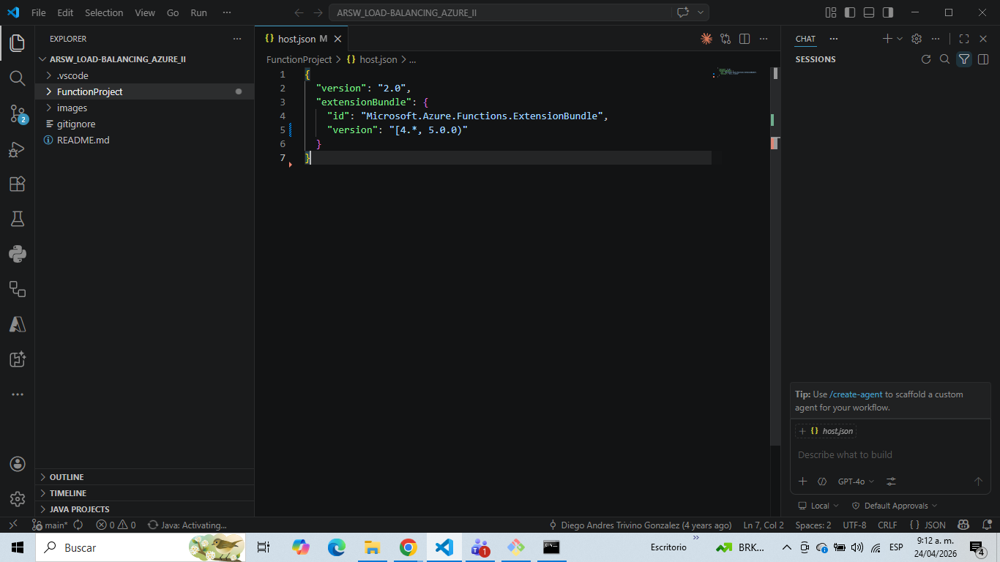 File Edit Selection View Go Run ···
ARSW_LOAD-BALANCING_AZURE_II
EXPLORER
ARSW_LOAD-BALANCING_AZURE_II
.vscode
FunctionProject
images
gitignore
README.md
OUTLINE
TIMELINE
JAVA PROJECTS
2
host.json M
FunctionProject > {} host.json > ...
1 {
2 "version": "2.0",
3 "extensionBundle": {
4 "id": "Microsoft.Azure.Functions.ExtensionBundle",
5 "version": "[4.*, 5.0.0)"
6 }
7 }
CHAT
SESSIONS
Tip: Use /create-agent to scaffold a custom
agent for your workflow.
{} host.json
Describe what to build
GPT-4o
Local Default Approvals
main* 0 0 Java: Activating... Diego Andres Trivino Gonzalez (4 years ago) Ln 7, Col 2 Spaces: 2 UTF-8 CRLF {} JSON
Buscar 1 Escritorio » BRK... ESP 9:12 a. m.
24/04/2026 4